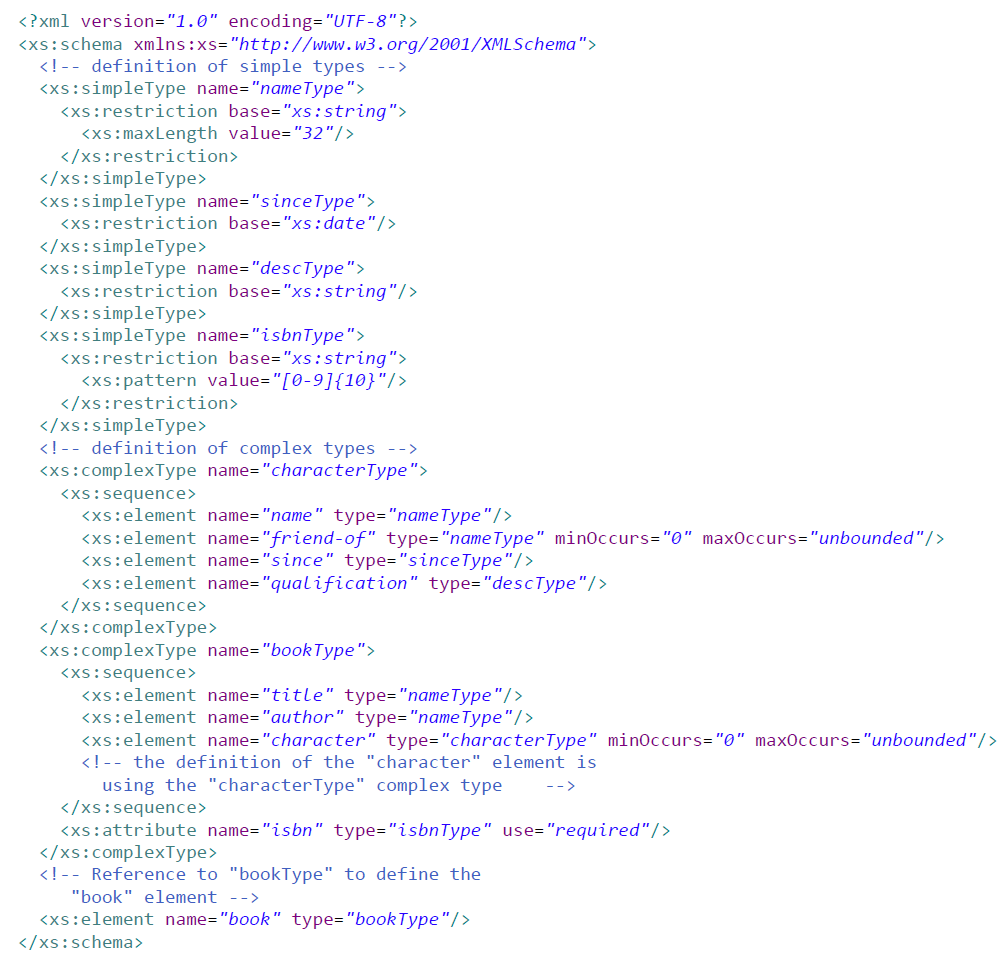 <?xml version="1.0" encoding="UTF-8"?>
<xs:schema xmlns:xs="http://www.w3.org/2001/XMLSchema">
  <!-- definition of simple types -->
  <xs:simpleType name="nameType">
    <xs:restriction base="xs:string">
      <xs:maxLength value="32"/>
    </xs:restriction>
  </xs:simpleType>
  <xs:simpleType name="sinceType">
    <xs:restriction base="xs:date"/>
  </xs:simpleType>
  <xs:simpleType name="descType">
    <xs:restriction base="xs:string"/>
  </xs:simpleType>
  <xs:simpleType name="isbnType">
    <xs:restriction base="xs:string">
      <xs:pattern value="[0-9]{10}"/>
    </xs:restriction>
  </xs:simpleType>
  <!-- definition of complex types -->
  <xs:complexType name="characterType">
    <xs:sequence>
      <xs:element name="name" type="nameType"/>
      <xs:element name="friend-of" type="nameType" minOccurs="0" maxOccurs="unbounded"/>
      <xs:element name="since" type="sinceType"/>
      <xs:element name="qualification" type="descType"/>
    </xs:sequence>
  </xs:complexType>
  <xs:complexType name="bookType">
    <xs:sequence>
      <xs:element name="title" type="nameType"/>
      <xs:element name="author" type="nameType"/>
      <xs:element name="character" type="characterType" minOccurs="0" maxOccurs="unbounded"/>
      <!-- the definition of the "character" element is
        using the "characterType" complex type    -->
    </xs:sequence>
    <xs:attribute name="isbn" type="isbnType" use="required"/>
  </xs:complexType>
  <!-- Reference to "bookType" to define the
     "book" element -->
  <xs:element name="book" type="bookType"/>
</xs:schema>